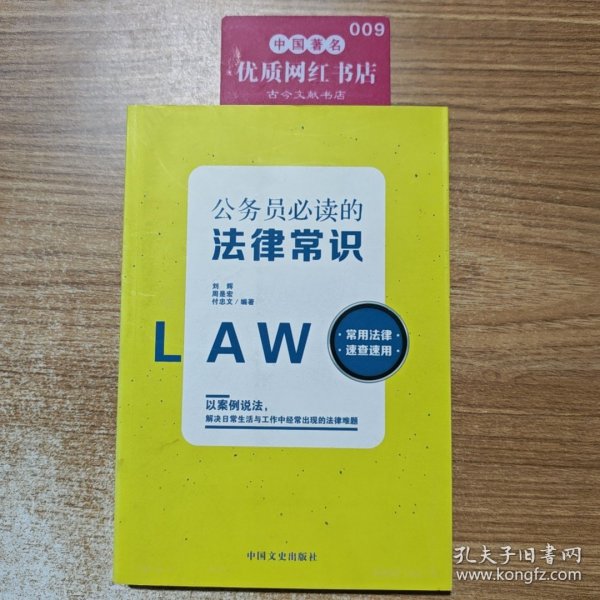 009
中国著名
优质网红书店
古今文献书店
公务员必读的
法律常识
刘辉
周景宏
付忠文/编著
LAW
常用法律
速查速用
以案例说法，
解决日常生活与工作中经常出现的法律难题
中国文史出版社
孔夫子旧书网
www.kongfz.com